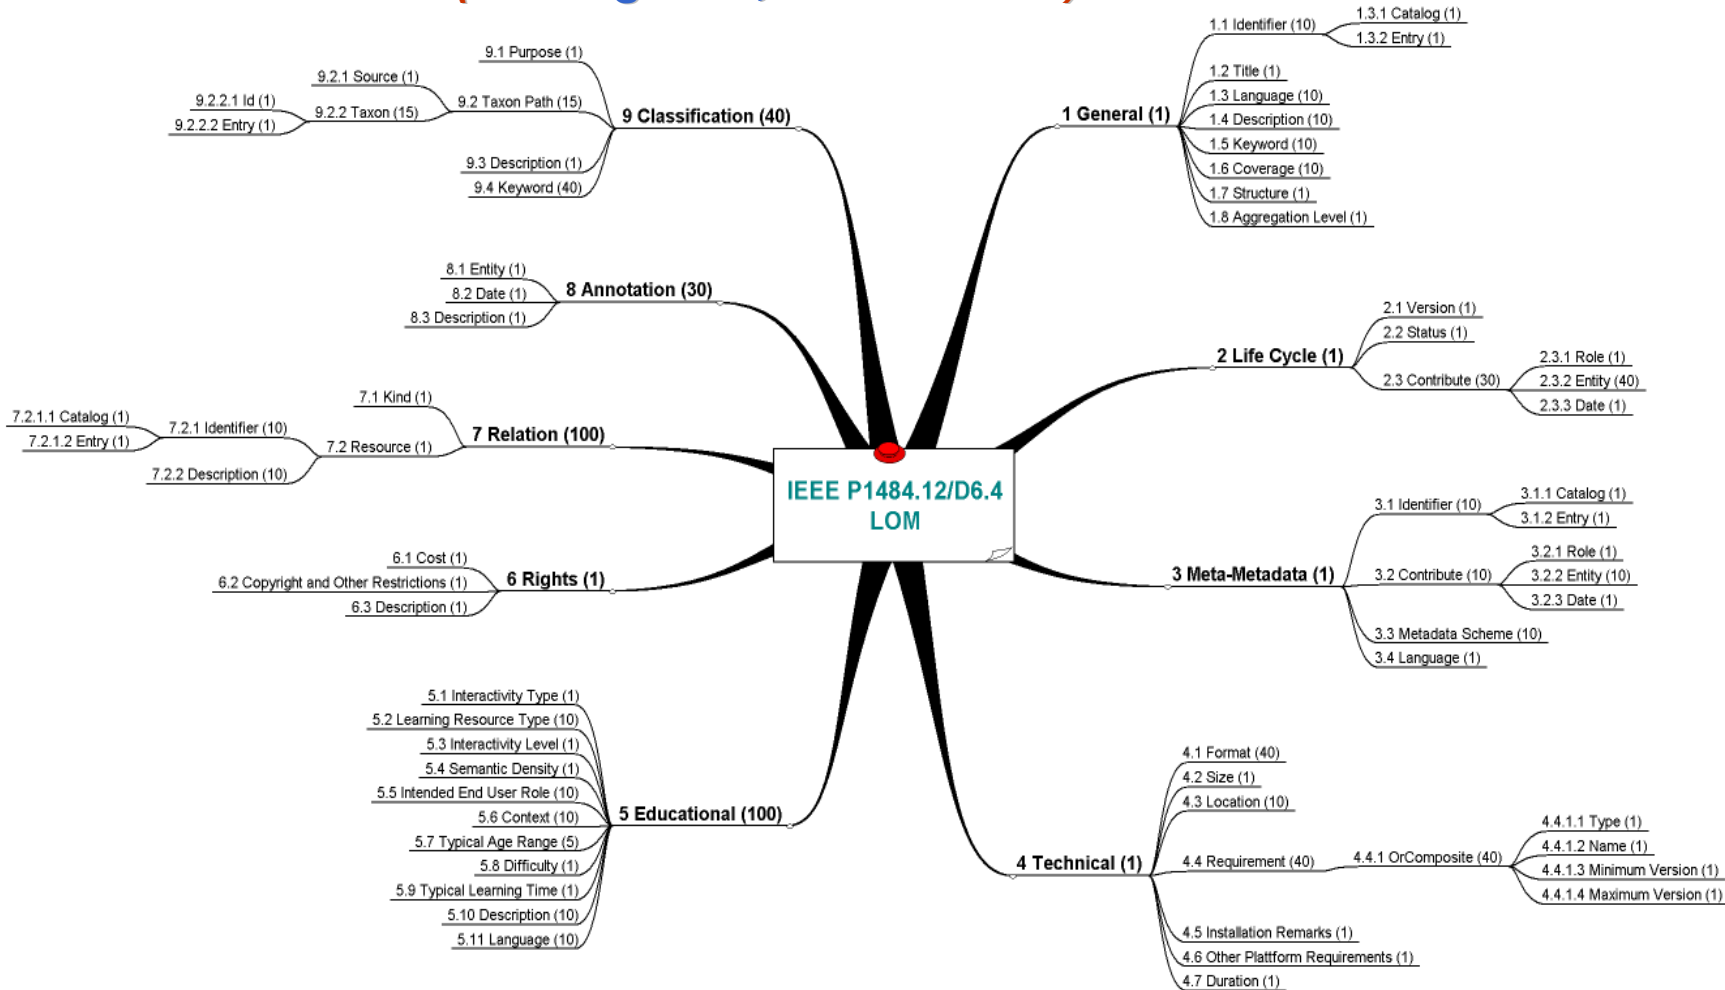 IEEE P1484.12/D6.4
LOM
1 General (1)
1.1 Identifier (10)
1.3.1 Catalog (1)
1.3.2 Entry (1)
1.2 Title (1)
1.3 Language (10)
1.4 Description (10)
1.5 Keyword (10)
1.6 Coverage (10)
1.7 Structure (1)
1.8 Aggregation Level (1)
2 Life Cycle (1)
2.1 Version (1)
2.2 Status (1)
2.3 Contribute (30)
2.3.1 Role (1)
2.3.2 Entity (40)
2.3.3 Date (1)
3 Meta-Metadata (1)
3.1 Identifier (10)
3.1.1 Catalog (1)
3.1.2 Entry (1)
3.2 Contribute (10)
3.2.1 Role (1)
3.2.2 Entity (10)
3.2.3 Date (1)
3.3 Metadata Scheme (10)
3.4 Language (1)
4 Technical (1)
4.1 Format (40)
4.2 Size (1)
4.3 Location (10)
4.4 Requirement (40)
4.4.1 OrComposite (40)
4.4.1.1 Type (1)
4.4.1.2 Name (1)
4.4.1.3 Minimum Version (1)
4.4.1.4 Maximum Version (1)
4.5 Installation Remarks (1)
4.6 Other Plattform Requirements (1)
4.7 Duration (1)
5 Educational (100)
5.1 Interactivity Type (1)
5.2 Learning Resource Type (10)
5.3 Interactivity Level (1)
5.4 Semantic Density (1)
5.5 Intended End User Role (10)
5.6 Context (10)
5.7 Typical Age Range (5)
5.8 Difficulty (1)
5.9 Typical Learning Time (1)
5.10 Description (10)
5.11 Language (10)
6 Rights (1)
6.1 Cost (1)
6.2 Copyright and Other Restrictions (1)
6.3 Description (1)
7 Relation (100)
7.1 Kind (1)
7.2 Resource (1)
7.2.1 Identifier (10)
7.2.1.1 Catalog (1)
7.2.1.2 Entry (1)
7.2.2 Description (10)
8 Annotation (30)
8.1 Entity (1)
8.2 Date (1)
8.3 Description (1)
9 Classification (40)
9.1 Purpose (1)
9.2 Taxon Path (15)
9.2.1 Source (1)
9.2.2 Taxon (15)
9.2.2.1 Id (1)
9.2.2.2 Entry (1)
9.3 Description (1)
9.4 Keyword (40)